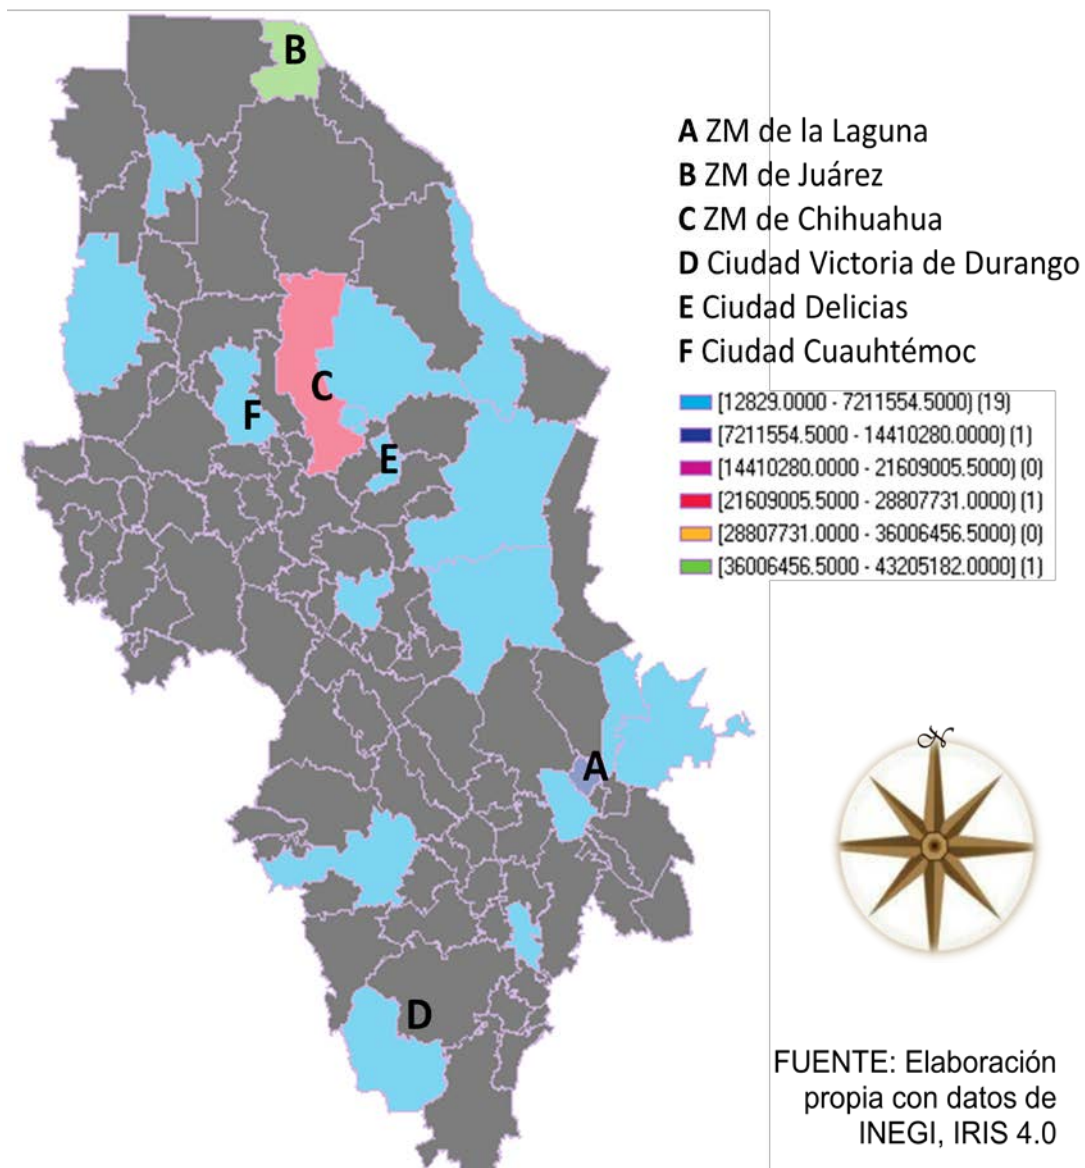 B
A ZM de la Laguna
B ZM de Juárez
C ZM de Chihuahua
D Ciudad Victoria de Durango
E Ciudad Delicias
F Ciudad Cuauhtémoc
[12829.0000 - 7211554.5000) (19)
[7211554.5000 - 14410280.0000) (1)
[14410280.0000 - 21609005.5000) (0)
[21609005.5000 - 28807731.0000) (1)
[28807731.0000 - 36006456.5000) (0)
[36006456.5000 - 43205182.0000] (1)
C
F
E
N
A
D
FUENTE: Elaboración
propia con datos de
INEGI, IRIS 4.0